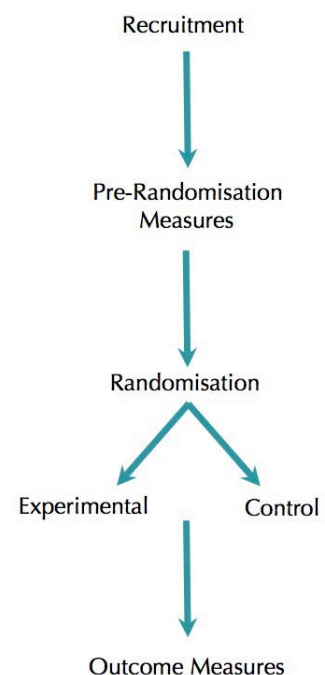 Recruitment
Pre-Randomisation
Measures
Randomisation
Experimental
Control
Outcome Measures